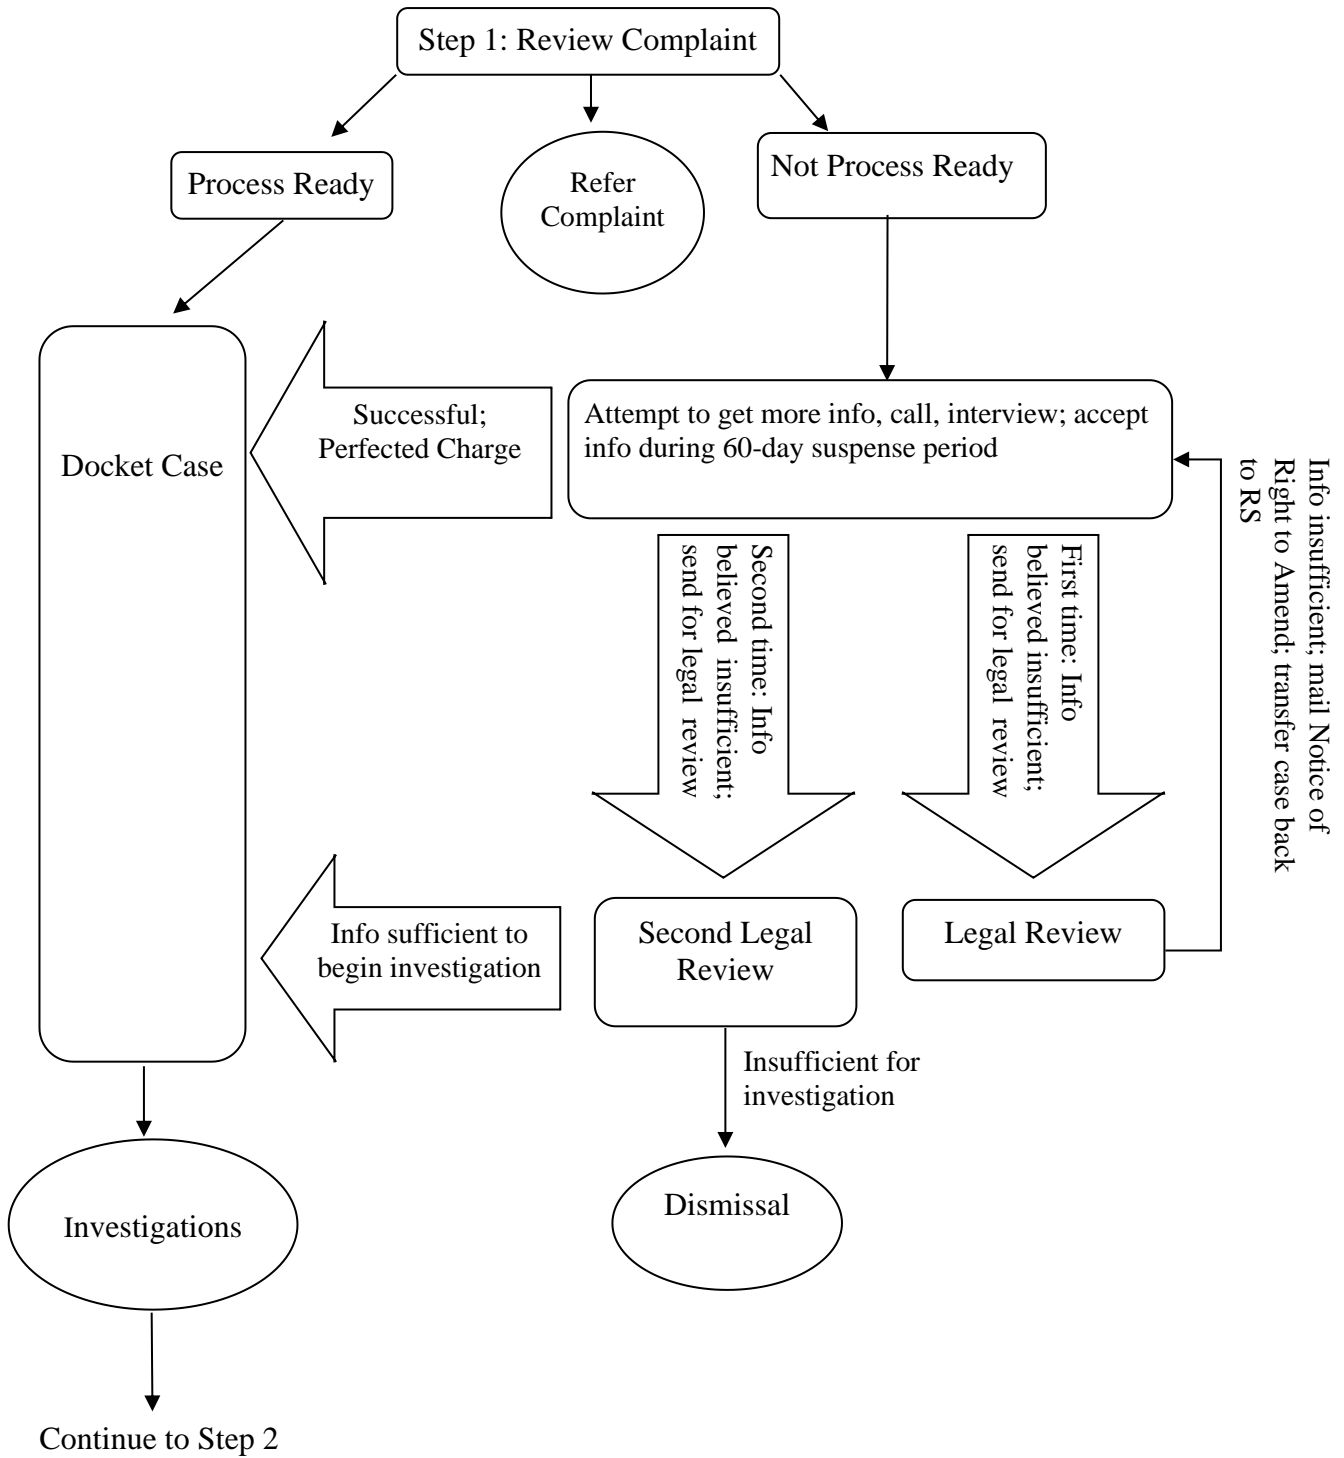 Step 1: Review Complaint
Process Ready
Refer
Complaint
Not Process Ready
Docket Case
Successful;
Perfected Charge
Attempt to get more info, call, interview; accept
info during 60-day suspense period
Info insufficient; mail Notice of
Right to Amend; transfer case back
to RS
Second time: Info
believed insufficient;
send for legal review
First time: Info
believed insufficient;
send for legal review
Info sufficient to
begin investigation
Second Legal
Review
Legal Review
Insufficient for
investigation
Investigations
Dismissal
Continue to Step 2